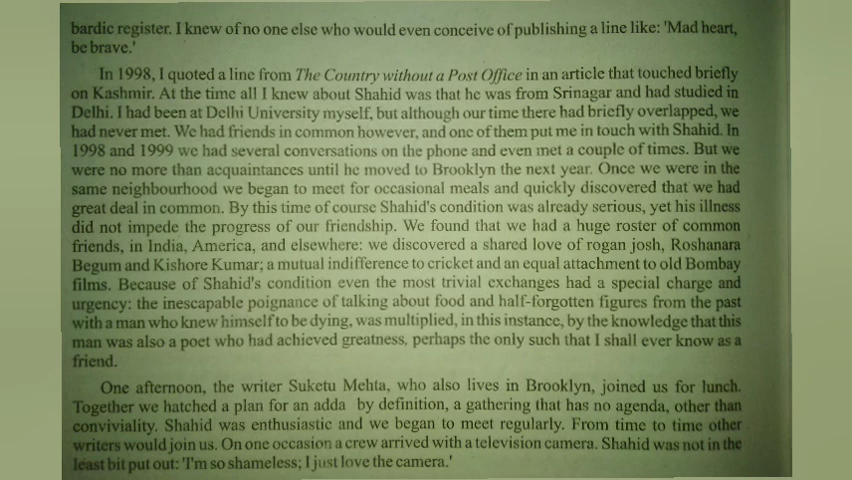 bardic register. I knew of no one else who would even conceive of publishing a line like: 'Mad heart,
be brave.'
In 1998, I quoted a line from The Country without a Post Office in an article that touched briefly
on Kashmir. At the time all I knew about Shahid was that he was from Srinagar and had studied in
Delhi. I had been at Delhi University myself, but although our time there had briefly overlapped, we
had never met. We had friends in common however, and one of them put me in touch with Shahid. In
1998 and 1999 we had several conversations on the phone and even met a couple of times. But we
were no more than acquaintances until he moved to Brooklyn the next year. Once we were in the
same neighbourhood we began to meet for occasional meals and quickly discovered that we had
great deal in common. By this time of course Shahid's condition was already serious, yet his illness
did not impede the progress of our friendship. We found that we had a huge roster of common
friends, in India, America, and elsewhere: we discovered a shared love of rogan josh, Roshanara
Begum and Kishore Kumar; a mutual indifference to cricket and an equal attachment to old Bombay
films. Because of Shahid's condition even the most trivial exchanges had a special charge and
urgency: the inescapable poignance of talking about food and half-forgotten figures from the past
with a man who knew himself to be dying, was multiplied, in this instance, by the knowledge that this
man was also a poet who had achieved greatness, perhaps the only such that I shall ever know as a
friend.
One afternoon, the writer Suketu Mehta, who also lives in Brooklyn, joined us for lunch.
Together we hatched a plan for an adda by definition, a gathering that has no agenda, other than
conviviality. Shahid was enthusiastic and we began to meet regularly. From time to time other
writers would join us. On one occasion a crew arrived with a television camera. Shahid was not in the
least bit put out: 'I'm so shameless; I just love the camera.'